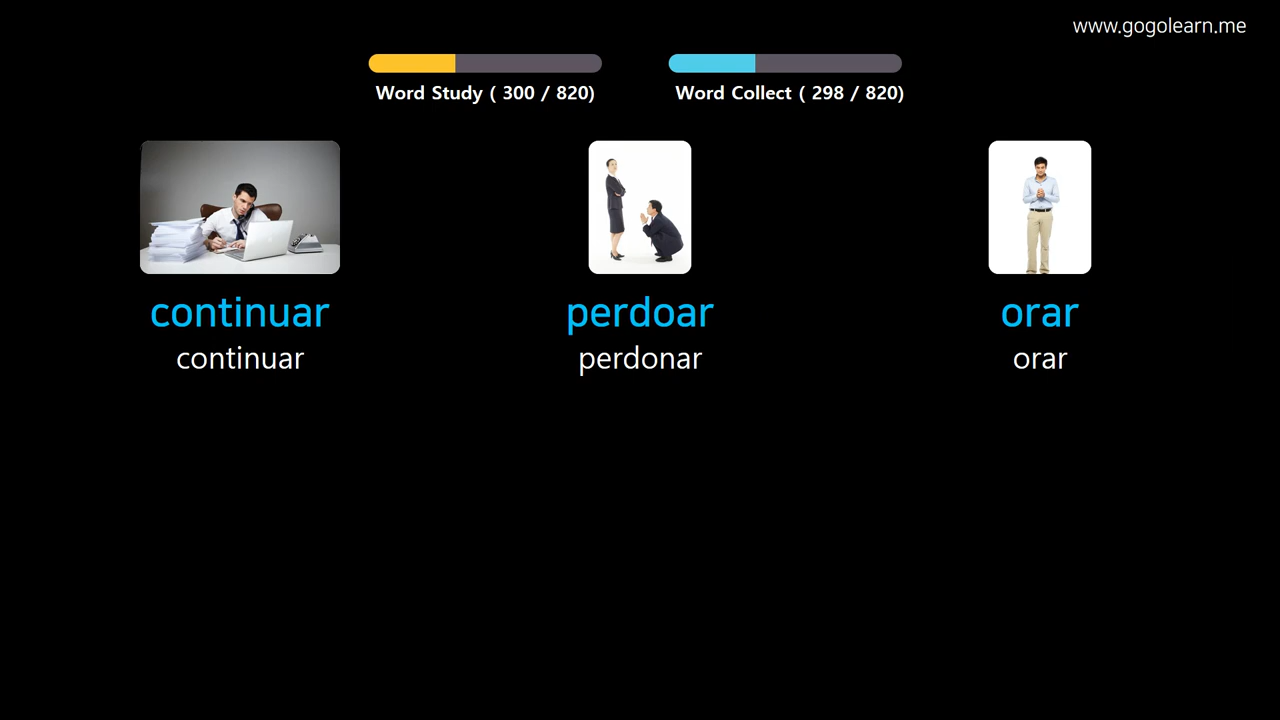 www.gogolearn.me
Word Study ( 300 / 820)
Word Collect ( 298 / 820)
continuar
perdoar
orar
continuar
perdonar
orar